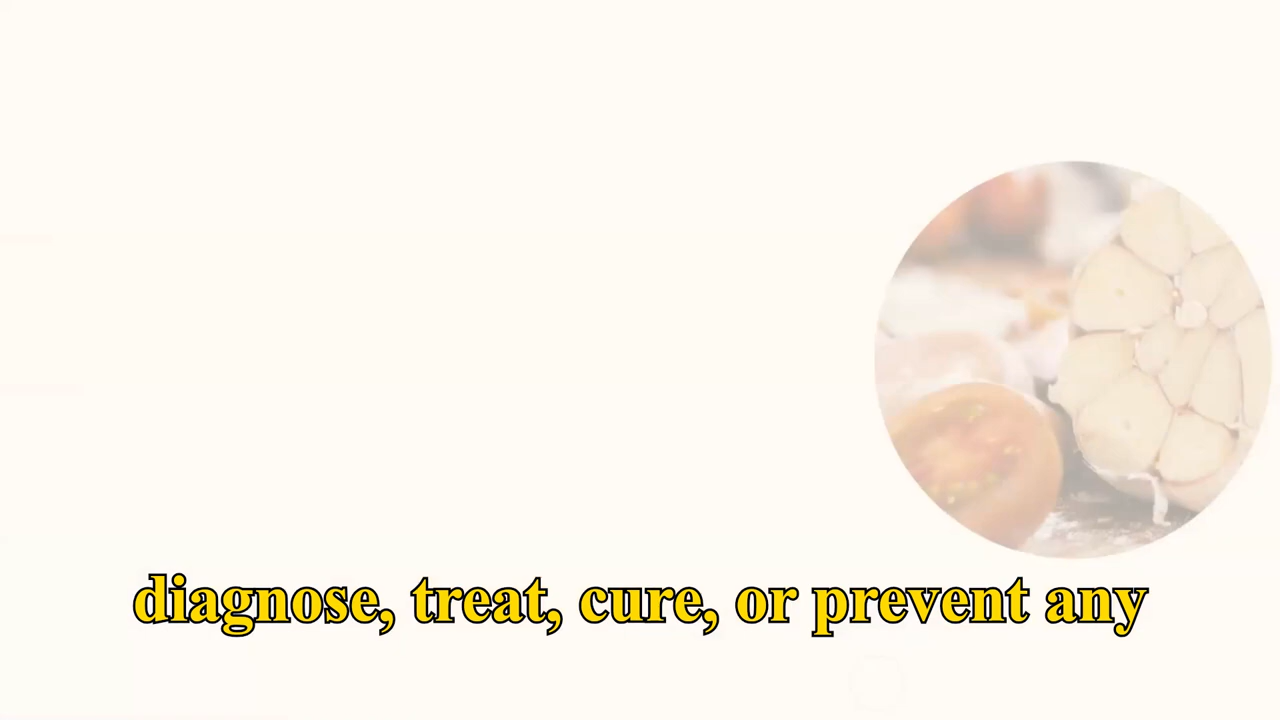 diagnose, treat, cure, or prevent any